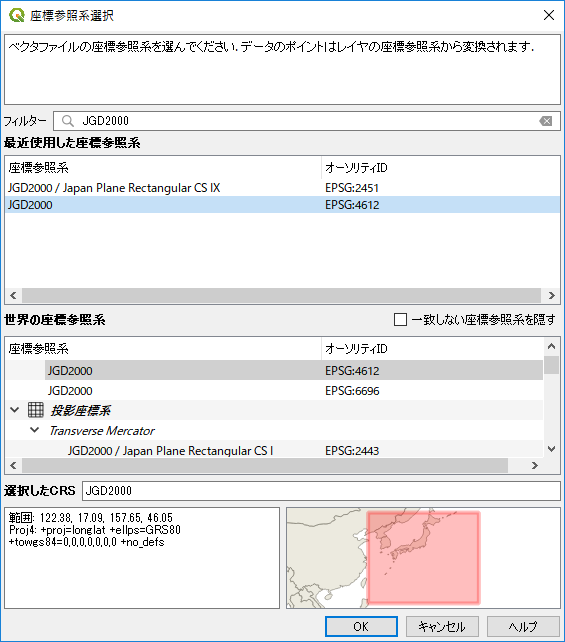 座標参照系選択
ベクタファイルの座標参照系を選んでください. データのポイントはレイヤの座標参照系から変換されます.
フィルター JGD2000
最近使用した座標参照系
座標参照系 オーソリティID
JGD2000 / Japan Plane Rectangular CS IX EPSG:2451
JGD2000 EPSG:4612
世界の座標参照系 一致しない座標参照系を隠す
座標参照系 オーソリティID
JGD2000 EPSG:4612
JGD2000 EPSG:6696
投影座標系
Transverse Mercator
JGD2000 / Japan Plane Rectangular CS I EPSG:2443
選択したCRS JGD2000
範囲: 122.38, 17.09, 157.65, 46.05
Proj4: +proj=longlat +ellps=GRS80
+towgs84=0,0,0,0,0,0,0 +no_defs
OK キャンセル ヘルプ